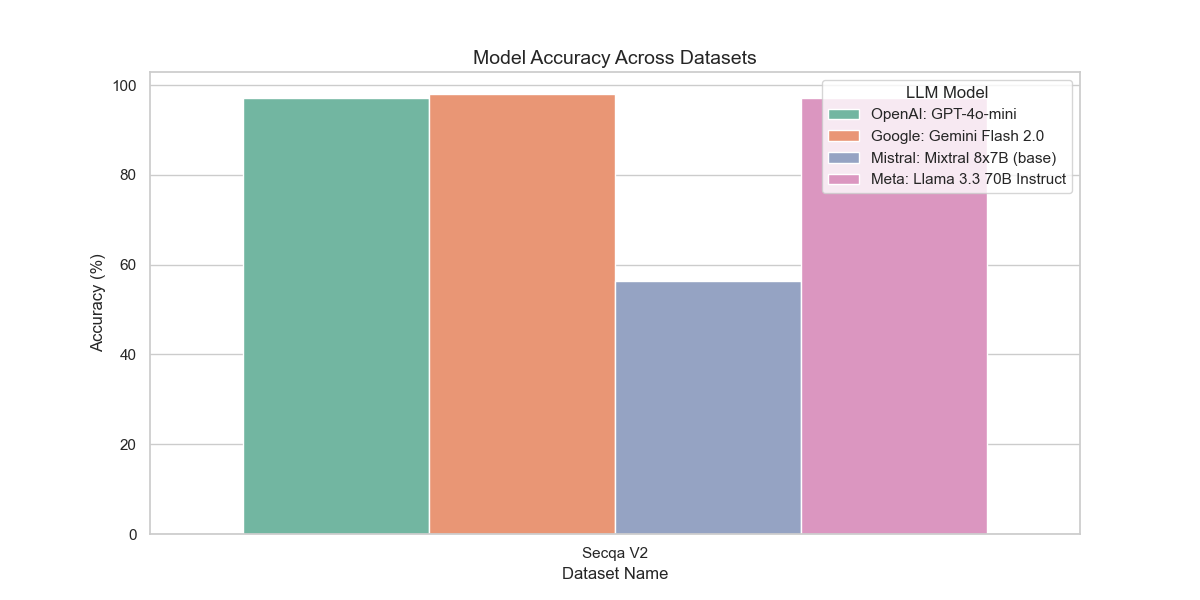 Model Accuracy Across Datasets
100
80
60
40
20
0
Accuracy (%)
LLM Model
OpenAI: GPT-4o-mini
Google: Gemini Flash 2.0
Mistral: Mixtral 8x7B (base)
Meta: Llama 3.3 70B Instruct
Secqa V2
Dataset Name